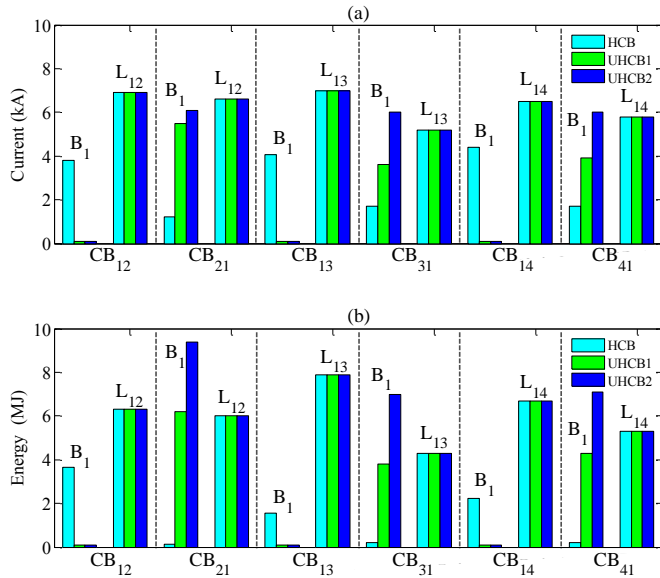 (a)
10
8
6
4
2
0
Current (kA)
HCB
UHCB1
UHCB2
B1
L12
B1
L12
B1
L13
B1
L13
B1
L14
B1
L14
CB12
CB21
CB13
CB31
CB14
CB41
(b)
10
8
6
4
2
0
Energy (MJ)
HCB
UHCB1
UHCB2
B1
L12
B1
L12
B1
L13
B1
L13
B1
L14
B1
L14
CB12
CB21
CB13
CB31
CB14
CB41